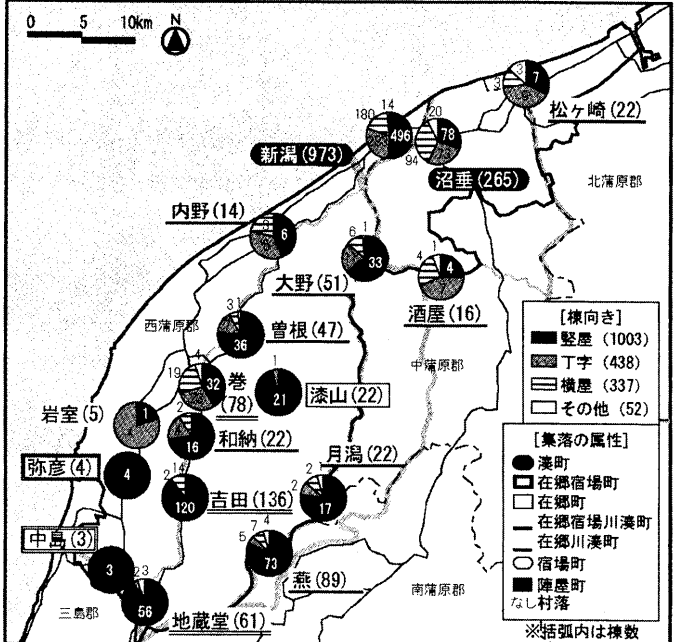 0 5 10km N
3
7
3
9
松ヶ崎(22)
14
180
496
20
78
94
新潟(973)
沼垂(265)
北蒲原郡
内野(14)
6
6 1
33
大野(51)
4 1
4
酒屋(16)
西蒲原郡
3 1
36
曽根(47)
中蒲原郡
4
19
32
巻(78)
1
21
漆山(22)
岩室(5)
1
2
16
和納(22)
弥彦(4)
4
14
2
120
吉田(136)
月潟(22)
2 1
2
17
中島(3)
3
7 4
5
73
燕(89)
三島郡
2 3
56
地蔵堂(61)
南蒲原郡
[棟向き]
竪屋 (1003)
丁字 (438)
横屋 (337)
その他 (52)
[集落の属性]
湊町
在郷宿場町
在郷町
在郷宿場川湊町
在郷川湊町
宿場町
陣屋町
なし村落
※括弧内は棟数